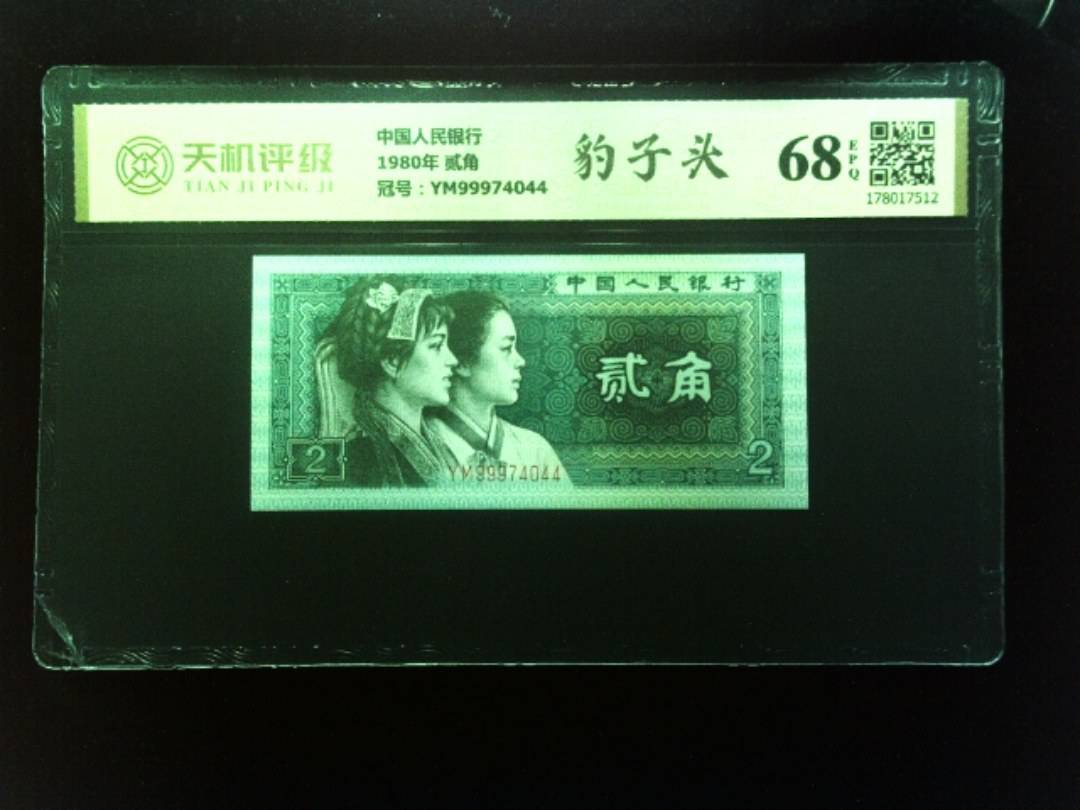 天机评级
TIAN JI PING JI
中国人民银行
1980年 贰角
冠号：YM99974044
豹子头
68
EPQ
178017512
中国人民银行
贰角
2
YM99974044
2